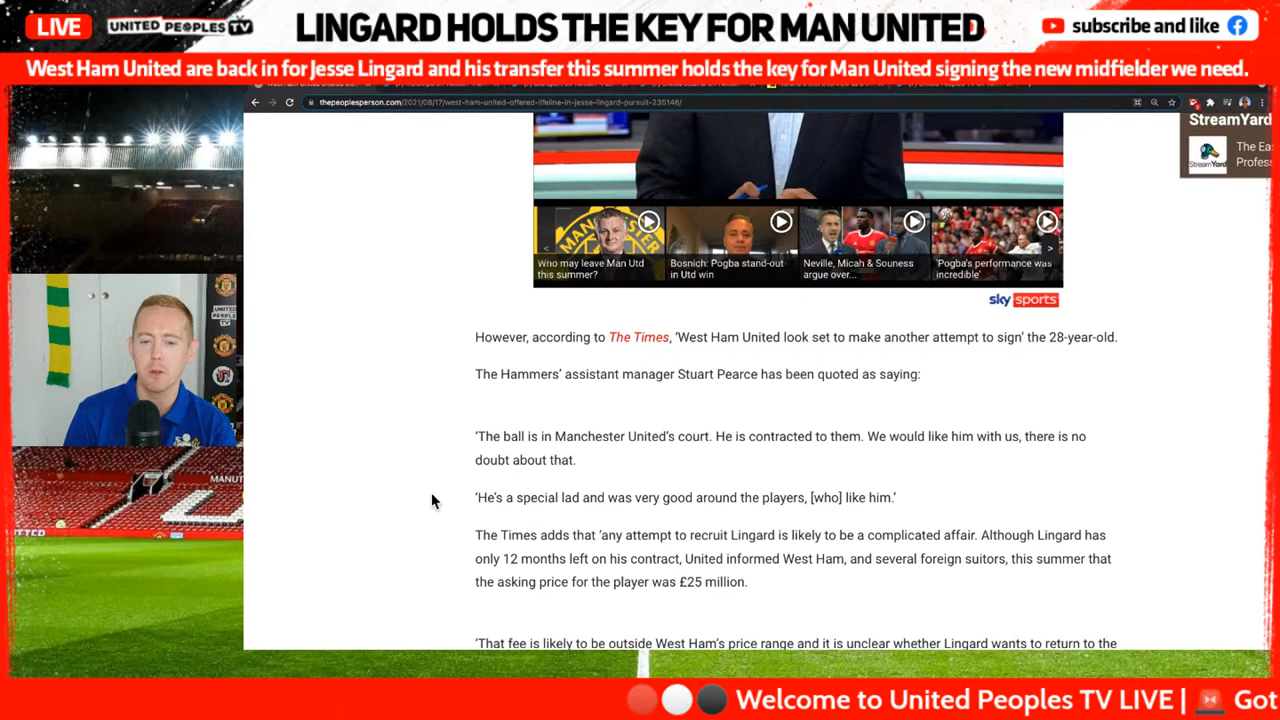 LIVE UNITED PEOPLES TV LINGARD HOLDS THE KEY FOR MAN UNITED subscribe and like
West Ham United are back in for Jesse Lingard and his transfer this summer holds the key for Man United signing the new midfielder we need.
thepeoplesperson.com/2021/08/17/west-ham-united-offered-lifeline-in-jesse-lingard-pursuit-235146/
StreamYard
StreamYard
The Ea
Profess
MANCHESTER
Who may leave Man Utd
this summer?
Bosnich: Pogba stand-out
in Utd win
Neville, Micah & Souness
argue over...
'Pogba's performance was
incredible'
sky sports
However, according to The Times, 'West Ham United look set to make another attempt to sign' the 28-year-old.
The Hammers' assistant manager Stuart Pearce has been quoted as saying:
'The ball is in Manchester United's court. He is contracted to them. We would like him with us, there is no
doubt about that.
'He's a special lad and was very good around the players, [who] like him.'
The Times adds that 'any attempt to recruit Lingard is likely to be a complicated affair. Although Lingard has
only 12 months left on his contract, United informed West Ham, and several foreign suitors, this summer that
the asking price for the player was £25 million.
'That fee is likely to be outside West Ham's price range and it is unclear whether Lingard wants to return to the
UNITED
PEOPLES
TV
MANUT
Welcome to United Peoples TV LIVE | 🚨 Got